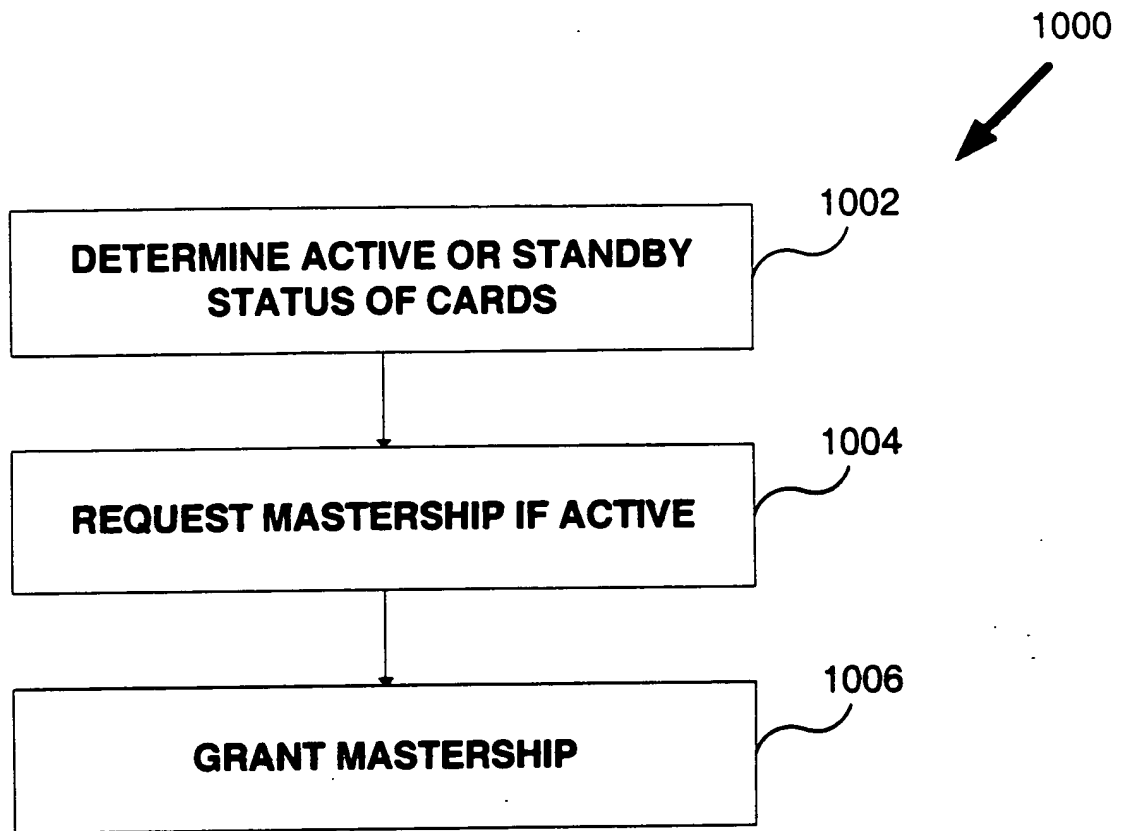 1000
1002
DETERMINE ACTIVE OR STANDBY
STATUS OF CARDS
1004
REQUEST MASTERSHIP IF ACTIVE
1006
GRANT MASTERSHIP